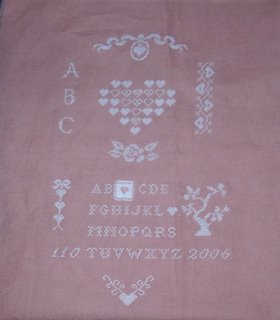 A
B
C
AB CDE
FGHIJKL
MNOPQRS
TUVWXYZ 2006